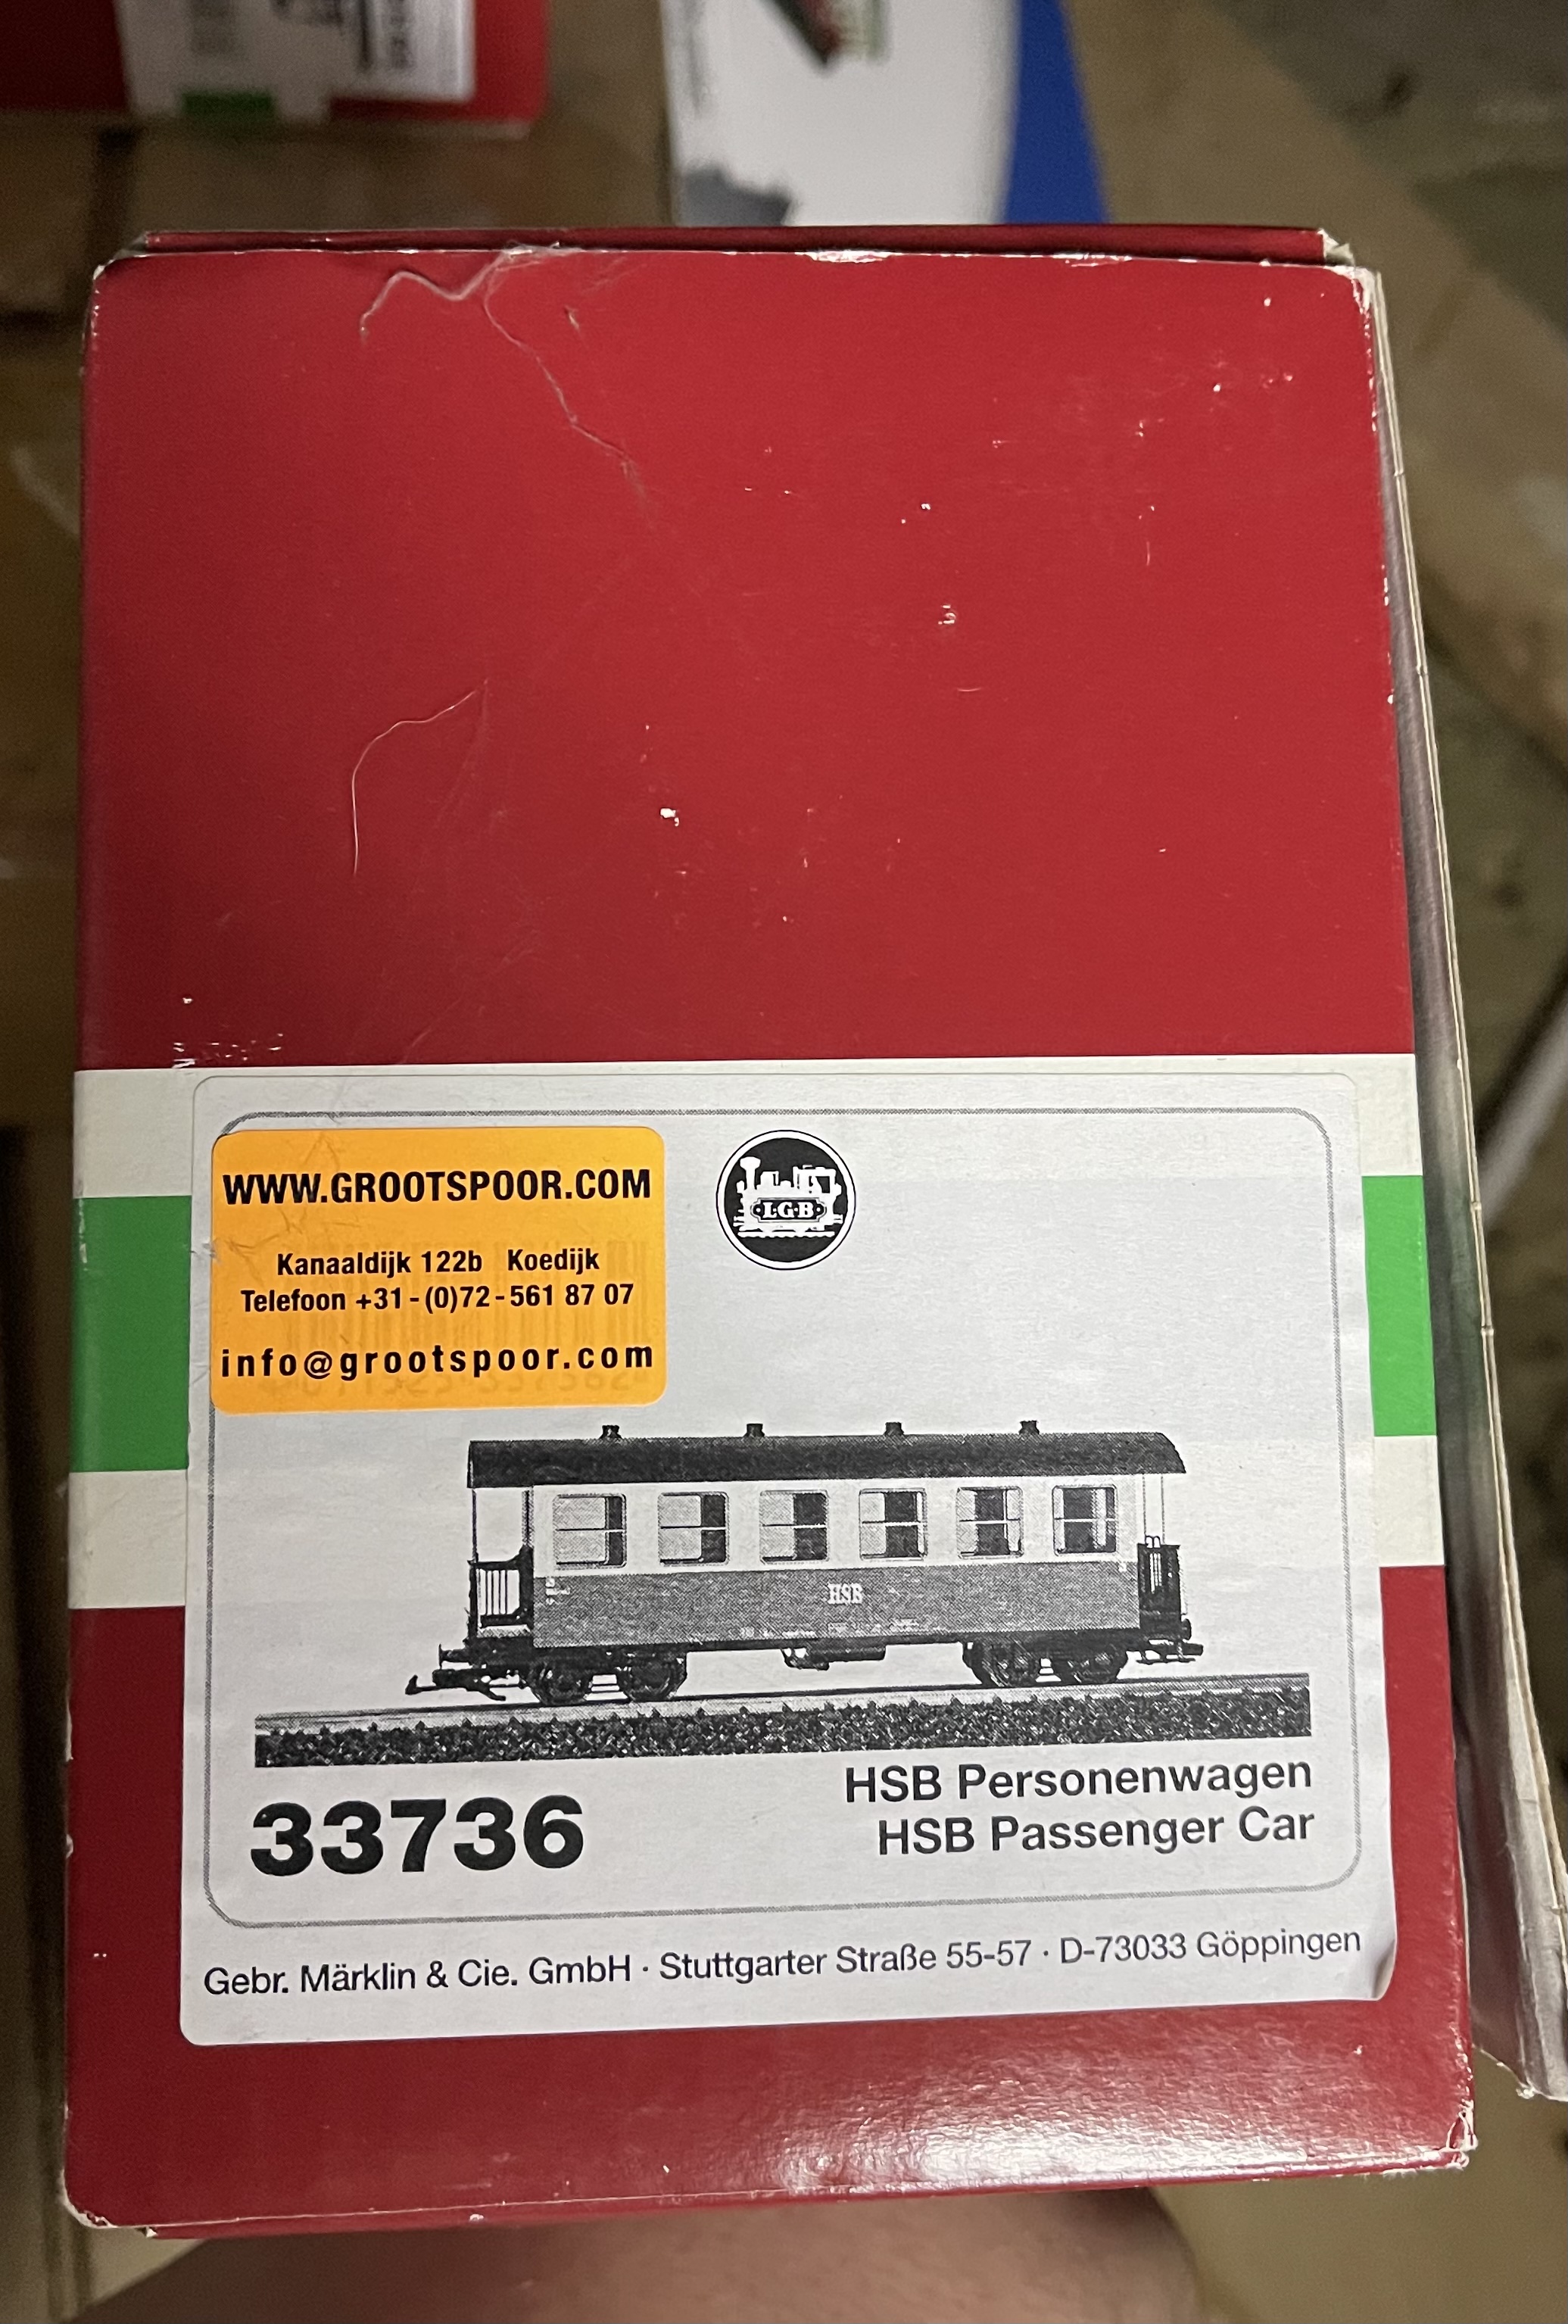 WWW.GROOTSPOOR.COM
Kanaaldijk 122b Koedijk
Telefoon +31-(0)72-561 87 07
info@grootspoor.com
L·G·B
HSB
33736
HSB Personenwagen
HSB Passenger Car
Gebr. Märklin & Cie. GmbH · Stuttgarter Straße 55-57 · D-73033 Göppingen